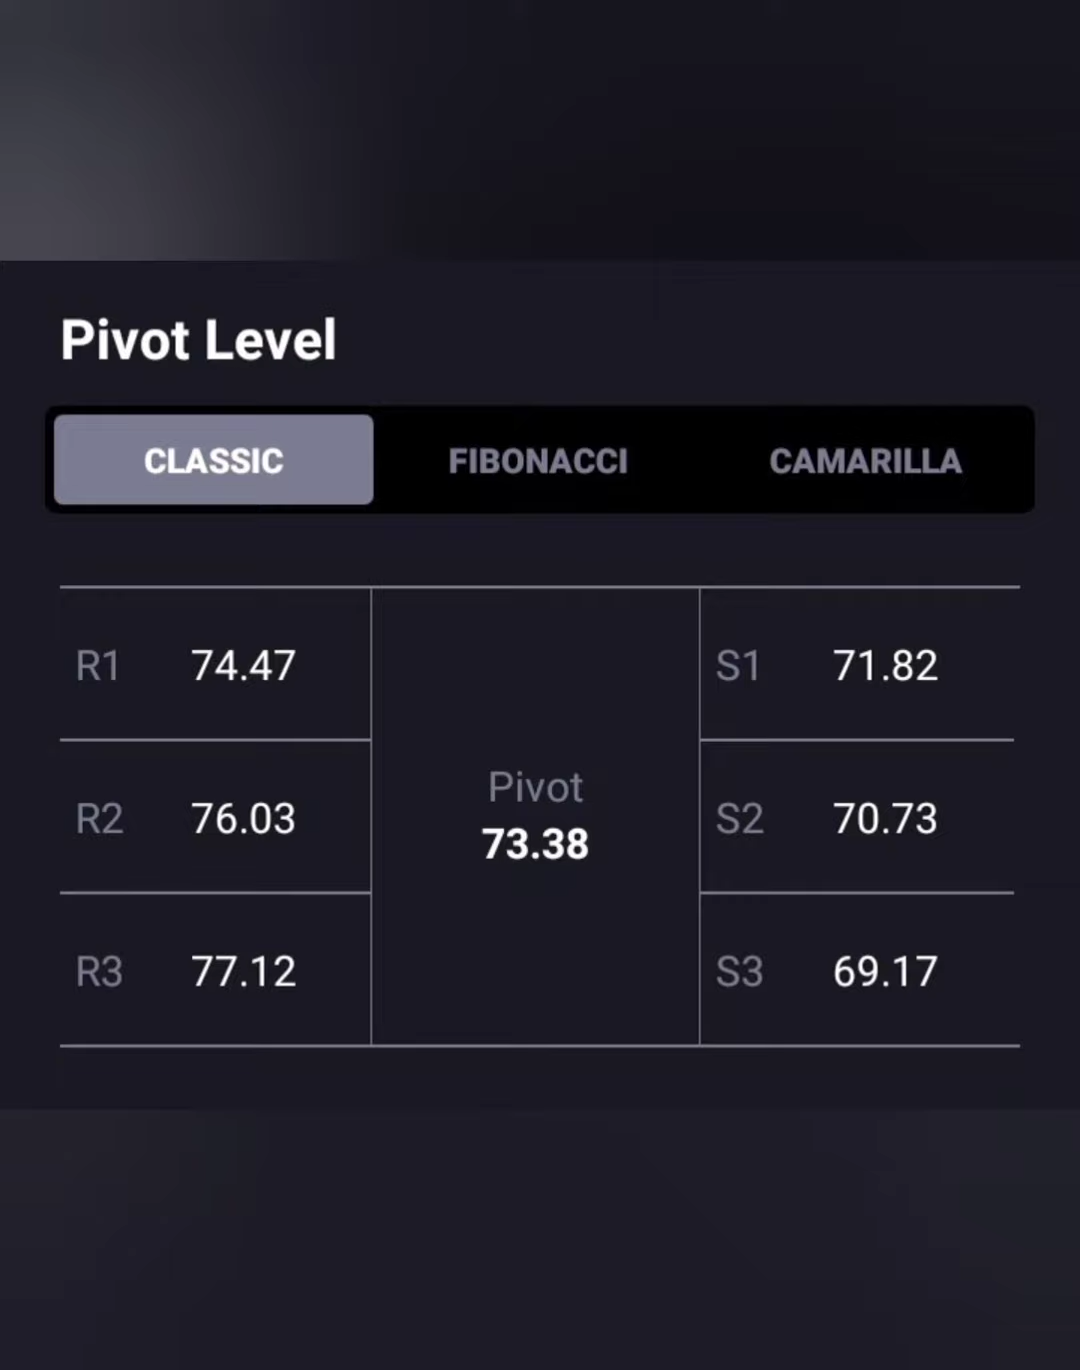 Pivot Level
CLASSIC FIBONACCI CAMARILLA
R1 74.47 S1 71.82
R2 76.03 Pivot 73.38 S2 70.73
R3 77.12 S3 69.17